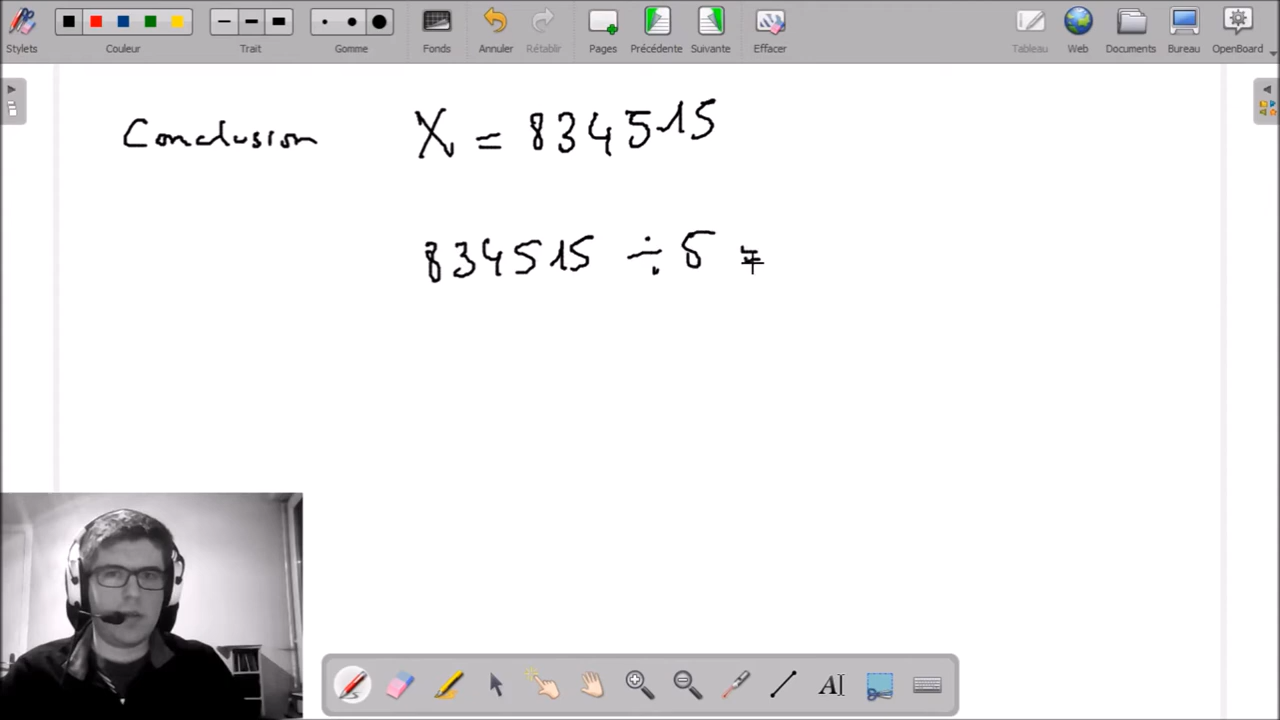 Stylets Couleur Trait Gomme Fonds Annuler Rétablir Pages Précédente Suivante Effacer Tableau Web Documents Bureau OpenBoard
Conclusion X = 834515
834515 ÷ 5 =